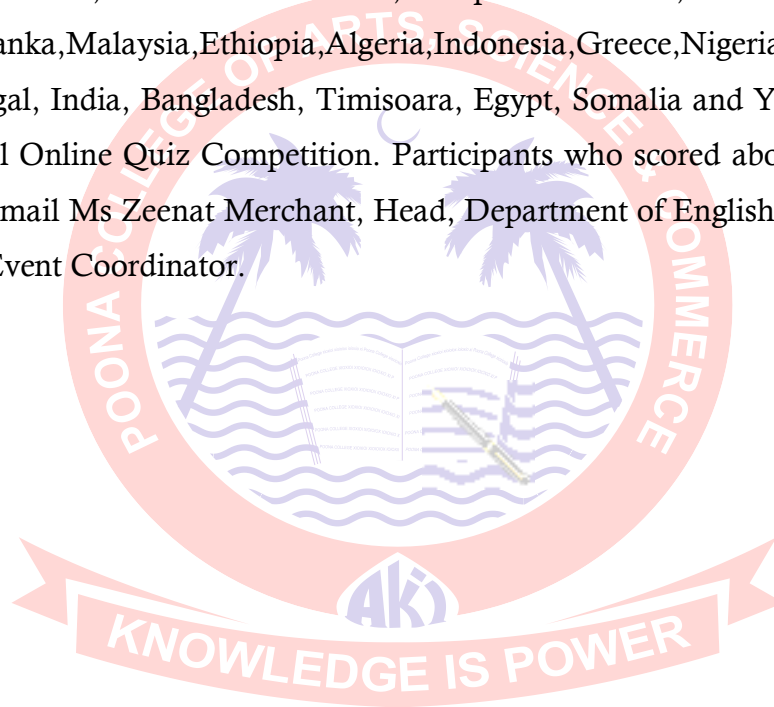 anka,Malaysia,Ethiopia,Algeria,Indonesia,Greece,Nigeria
gal, India, Bangladesh, Timisoara, Egypt, Somalia and Y
l Online Quiz Competition. Participants who scored abo
mail Ms Zeenat Merchant, Head, Department of English
Event Coordinator.
POONA COLLEGE OF ARTS, SCIENCE & COMMERCE
AKI
KNOWLEDGE IS POWER